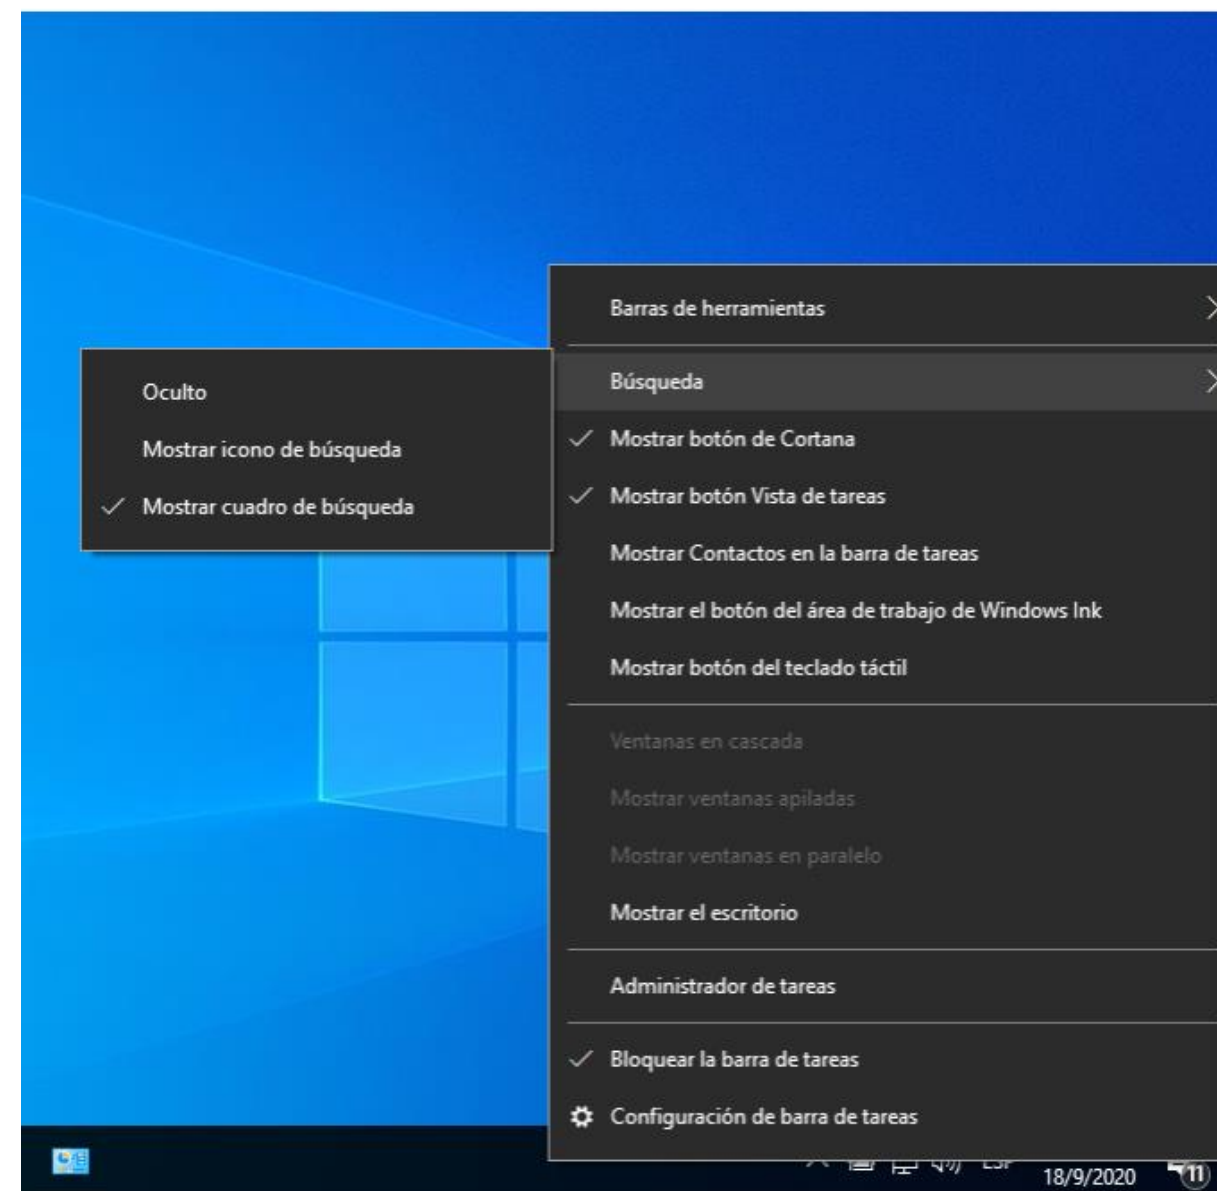 Barras de herramientas
Búsqueda
Oculto
Mostrar icono de búsqueda
Mostrar cuadro de búsqueda
Mostrar botón de Cortana
Mostrar botón Vista de tareas
Mostrar Contactos en la barra de tareas
Mostrar el botón del área de trabajo de Windows Ink
Mostrar botón del teclado táctil
Ventanas en cascada
Mostrar ventanas apiladas
Mostrar ventanas en paralelo
Mostrar el escritorio
Administrador de tareas
Bloquear la barra de tareas
Configuración de barra de tareas
ESP
18/9/2020
11